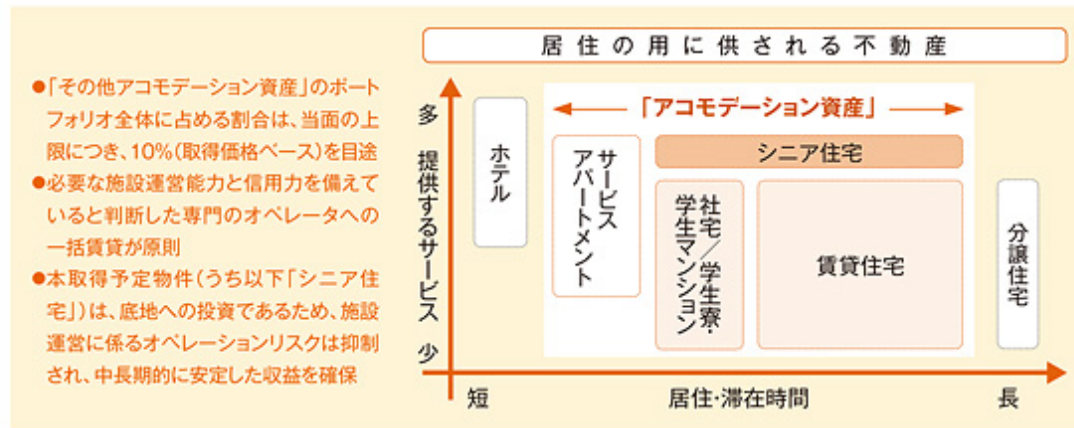 居住の用に供される不動産
●「その他アコモデーション資産」のポート
フォリオ全体に占める割合は、当面の上
限につき、10%(取得価格ベース)を目途
●必要な施設運営能力と信用力を備えて
いると判断した専門のオペレータへの
一括賃貸が原則
●本取得予定物件(うち以下「シニア住
宅」)は、底地への投資であるため、施設
運営に係るオペレーションリスクは抑制
され、中長期的に安定した収益を確保
多 提供するサービス 少
ホテル
「アコモデーション資産」
サービス
アパートメント
シニア住宅
社宅/学生寮・
学生マンション
賃貸住宅
分譲住宅
短
居住・滞在時間
長